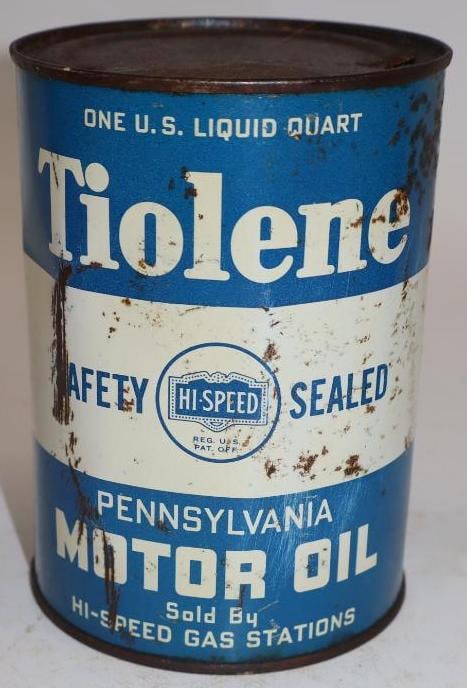 ONE U.S. LIQUID QUART
Tiolene
AFETY HI-SPEED SEALED
REG. U.S.
PAT. OFF.
PENNSYLVANIA
MOTOR OIL
Sold By
HI-SPEED GAS STATIONS